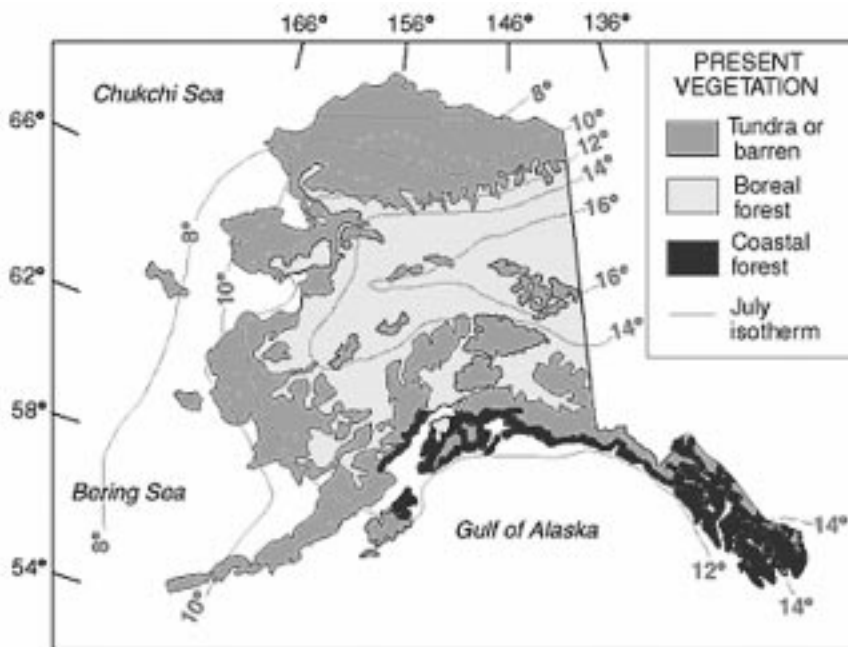 166° 156° 146° 136°
Chukchi Sea
PRESENT
VEGETATION
Tundra or
barren
Boreal
forest
Coastal
forest
July
isotherm
66°
62°
58°
54°
8°
10°
12°
14°
16°
16°
14°
8°
10°
Bering Sea
8°
10°
Gulf of Alaska
12°
14°
14°